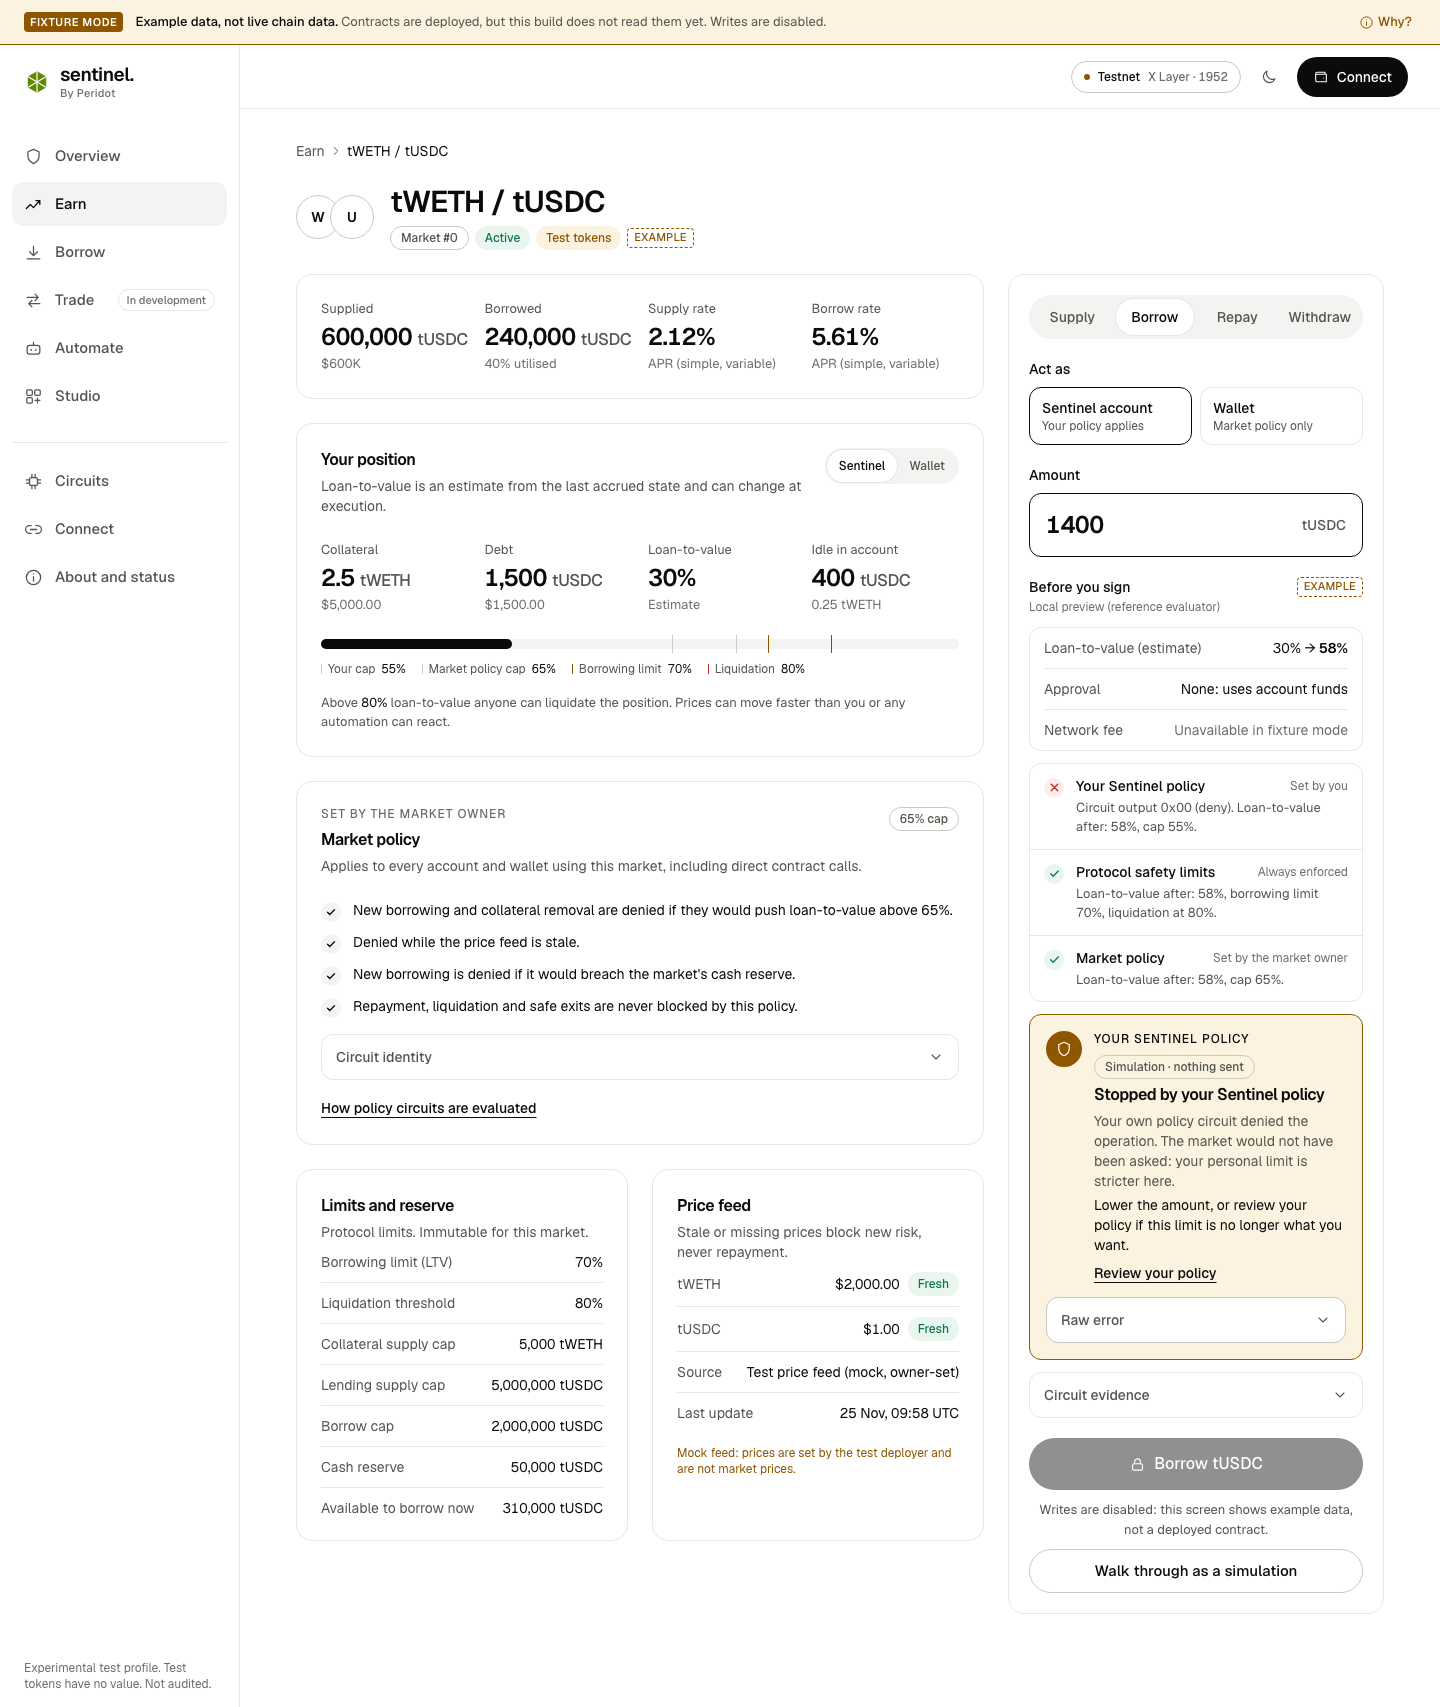 FIXTURE MODE Example data, not live chain data. Contracts are deployed, but this build does not read them yet. Writes are disabled. Why?
sentinel.
By Peridot
Testnet X Layer · 1952
Connect
Overview
Earn
Borrow
Trade In development
Automate
Studio
Circuits
Connect
About and status
Experimental test profile. Test
tokens have no value. Not audited.
Earn > tWETH / tUSDC
W U
tWETH / tUSDC
Market #0 Active Test tokens EXAMPLE
Supplied Borrowed Supply rate Borrow rate
600,000 tUSDC 240,000 tUSDC 2.12% 5.61%
$600K 40% utilised APR (simple, variable) APR (simple, variable)
Your position
Sentinel Wallet
Loan-to-value is an estimate from the last accrued state and can change at
execution.
Collateral Debt Loan-to-value Idle in account
2.5 tWETH 1,500 tUSDC 30% 400 tUSDC
$5,000.00 $1,500.00 Estimate 0.25 tWETH
Your cap 55% Market policy cap 65% Borrowing limit 70% Liquidation 80%
Above 80% loan-to-value anyone can liquidate the position. Prices can move faster than you or any
automation can react.
SET BY THE MARKET OWNER
65% cap
Market policy
Applies to every account and wallet using this market, including direct contract calls.
New borrowing and collateral removal are denied if they would push loan-to-value above 65%.
Denied while the price feed is stale.
New borrowing is denied if it would breach the market's cash reserve.
Repayment, liquidation and safe exits are never blocked by this policy.
Circuit identity
How policy circuits are evaluated
Limits and reserve
Protocol limits. Immutable for this market.
Borrowing limit (LTV) 70%
Liquidation threshold 80%
Collateral supply cap 5,000 tWETH
Lending supply cap 5,000,000 tUSDC
Borrow cap 2,000,000 tUSDC
Cash reserve 50,000 tUSDC
Available to borrow now 310,000 tUSDC
Price feed
Stale or missing prices block new risk,
never repayment.
tWETH $2,000.00 Fresh
tUSDC $1.00 Fresh
Source Test price feed (mock, owner-set)
Last update 25 Nov, 09:58 UTC
Mock feed: prices are set by the test deployer and
are not market prices.
Supply Borrow Repay Withdraw
Act as
Sentinel account
Your policy applies
Wallet
Market policy only
Amount
1400 tUSDC
Before you sign EXAMPLE
Local preview (reference evaluator)
Loan-to-value (estimate) 30% → 58%
Approval None: uses account funds
Network fee Unavailable in fixture mode
Your Sentinel policy Set by you
Circuit output 0x00 (deny). Loan-to-value
after: 58%, cap 55%.
Protocol safety limits Always enforced
Loan-to-value after: 58%, borrowing limit
70%, liquidation at 80%.
Market policy Set by the market owner
Loan-to-value after: 58%, cap 65%.
YOUR SENTINEL POLICY
Simulation · nothing sent
Stopped by your Sentinel policy
Your own policy circuit denied the
operation. The market would not have
been asked: your personal limit is
stricter here.
Lower the amount, or review your
policy if this limit is no longer what you
want.
Review your policy
Raw error
Circuit evidence
Borrow tUSDC
Writes are disabled: this screen shows example data,
not a deployed contract.
Walk through as a simulation